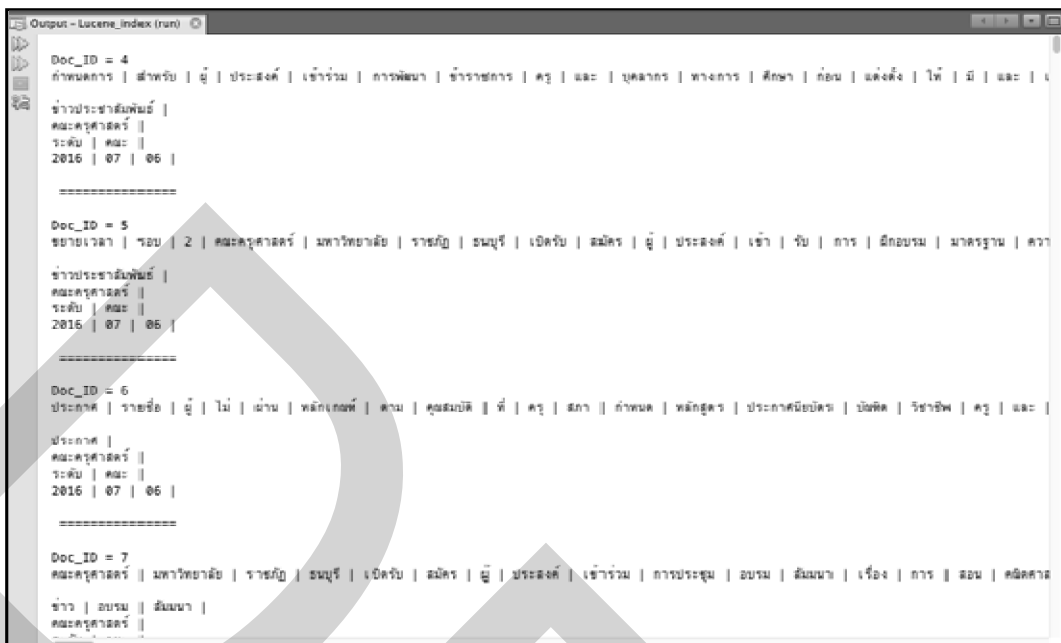 Output - Lucene_index (run)
Doc_ID = 4
กำหนดการ | สำหรับ | ผู้ | ประสงค์ | เข้าร่วม | การพัฒนา | ข้าราชการ | ครู | และ | บุคลากร | ทางการ | ศึกษา | ก่อน | แต่งตั้ง | ให้ | มี | และ | เ
ข่าวประชาสัมพันธ์ |
คณะครุศาสตร์ ||
ระดับ | คณะ ||
2016 | 07 | 06 |
===============
Doc_ID = 5
ขยายเวลา | รอบ | 2 | คณะครุศาสตร์ | มหาวิทยาลัย | ราชภัฏ | ธนบุรี | เปิดรับ | สมัคร | ผู้ | ประสงค์ | เข้า | รับ | การ | ฝึกอบรม | มาตรฐาน | ควา
ข่าวประชาสัมพันธ์ |
คณะครุศาสตร์ ||
ระดับ | คณะ ||
2016 | 07 | 06 |
===============
Doc_ID = 6
ประกาศ | รายชื่อ | ผู้ | ไม่ | ผ่าน | หลักเกณฑ์ | ตาม | คุณสมบัติ || ที่ | ครุ | สภา || กำหนด | หลักสูตร | ประกาศนียบัตร | บัณฑิต | วิชาชีพ | ครู | และ |
ประกาศ |
คณะครุศาสตร์ ||
ระดับ | คณะ ||
2016 | 07 | 06 |
===============
Doc_ID = 7
คณะครุศาสตร์ || มหาวิทยาลัย | ราชภัฏ | ธนบุรี | เปิดรับ | สมัคร | ผู้ | ประสงค์ | เข้าร่วม | การประชุม | อบรม | สัมมนา | เรื่อง | การ || สอน | คณิตศาส
ข่าว | อบรม || สัมมนา |
คณะครุศาสตร์ ||